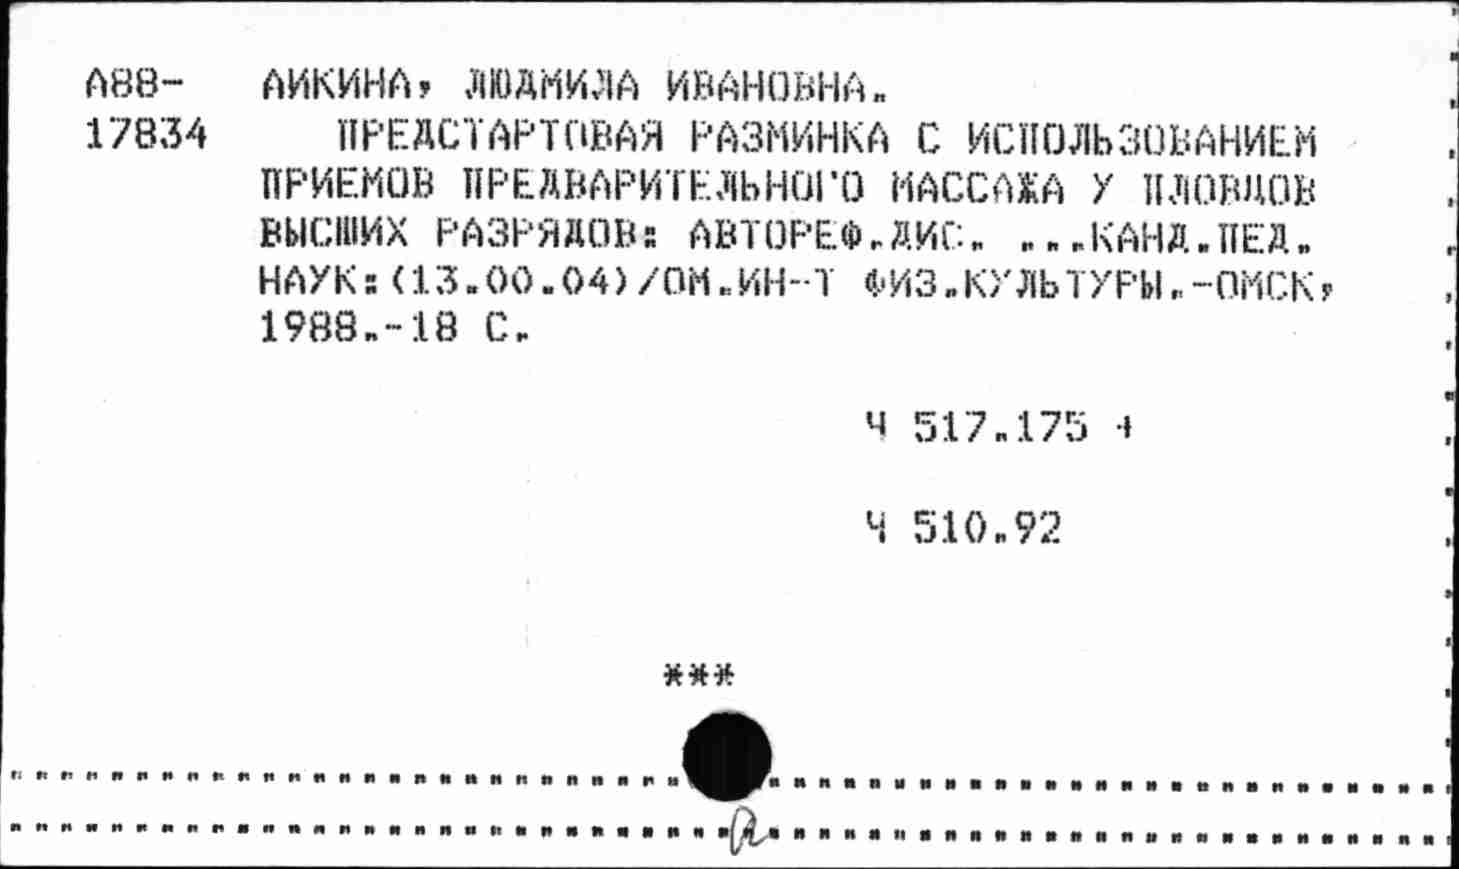 А88- АИКИНА, ЛЮДМИЛА ИВАНОВНА.
17834 ПРЕДСТАРТОВАЯ РАЗМИНКА С ИСПОЛЬЗОВАНИЕМ
ПРИЕМОВ ПРЕДВАРИТЕЛЬНОГО МАССАЖА У ПЛОВЦОВ
ВЫСШИХ РАЗРЯДОВ: АВТОРЕФ.ДИС. ...КАНД.ПЕД.
НАУК:(13.00.04)/ОМ.ИН-Т ФИЗ.КУЛЬТУРЫ.-ОМСК,
1988.-18 С.
Ч 517.175 4
Ч 510.92
***